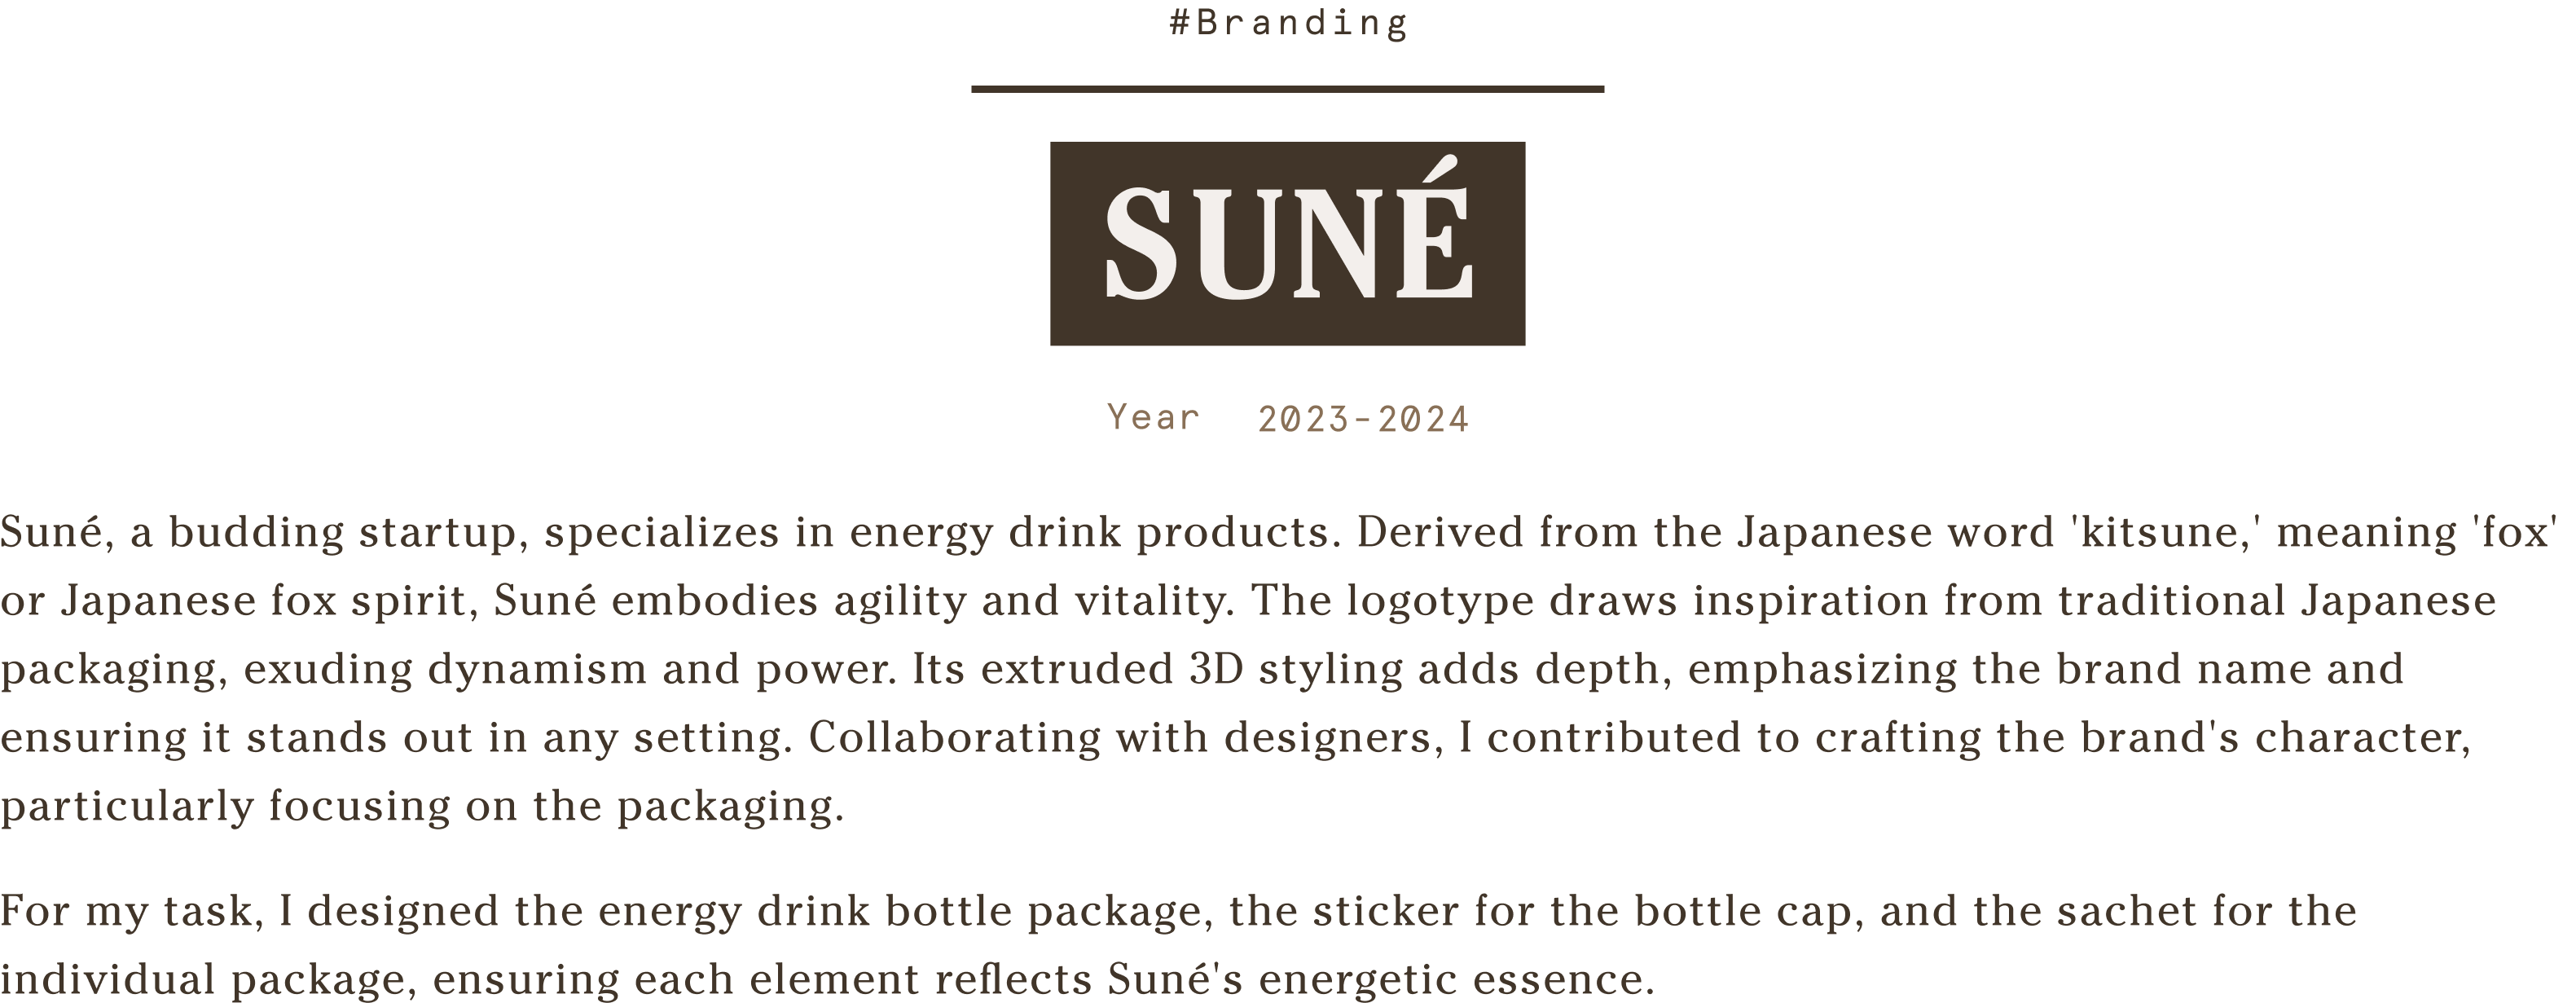 #Branding
SUNÉ
Year 2023-2024
Suné, a budding startup, specializes in energy drink products. Derived from the Japanese word 'kitsune,' meaning 'fox'
or Japanese fox spirit, Suné embodies agility and vitality. The logotype draws inspiration from traditional Japanese
packaging, exuding dynamism and power. Its extruded 3D styling adds depth, emphasizing the brand name and
ensuring it stands out in any setting. Collaborating with designers, I contributed to crafting the brand's character,
particularly focusing on the packaging.
For my task, I designed the energy drink bottle package, the sticker for the bottle cap, and the sachet for the
individual package, ensuring each element reflects Suné's energetic essence.